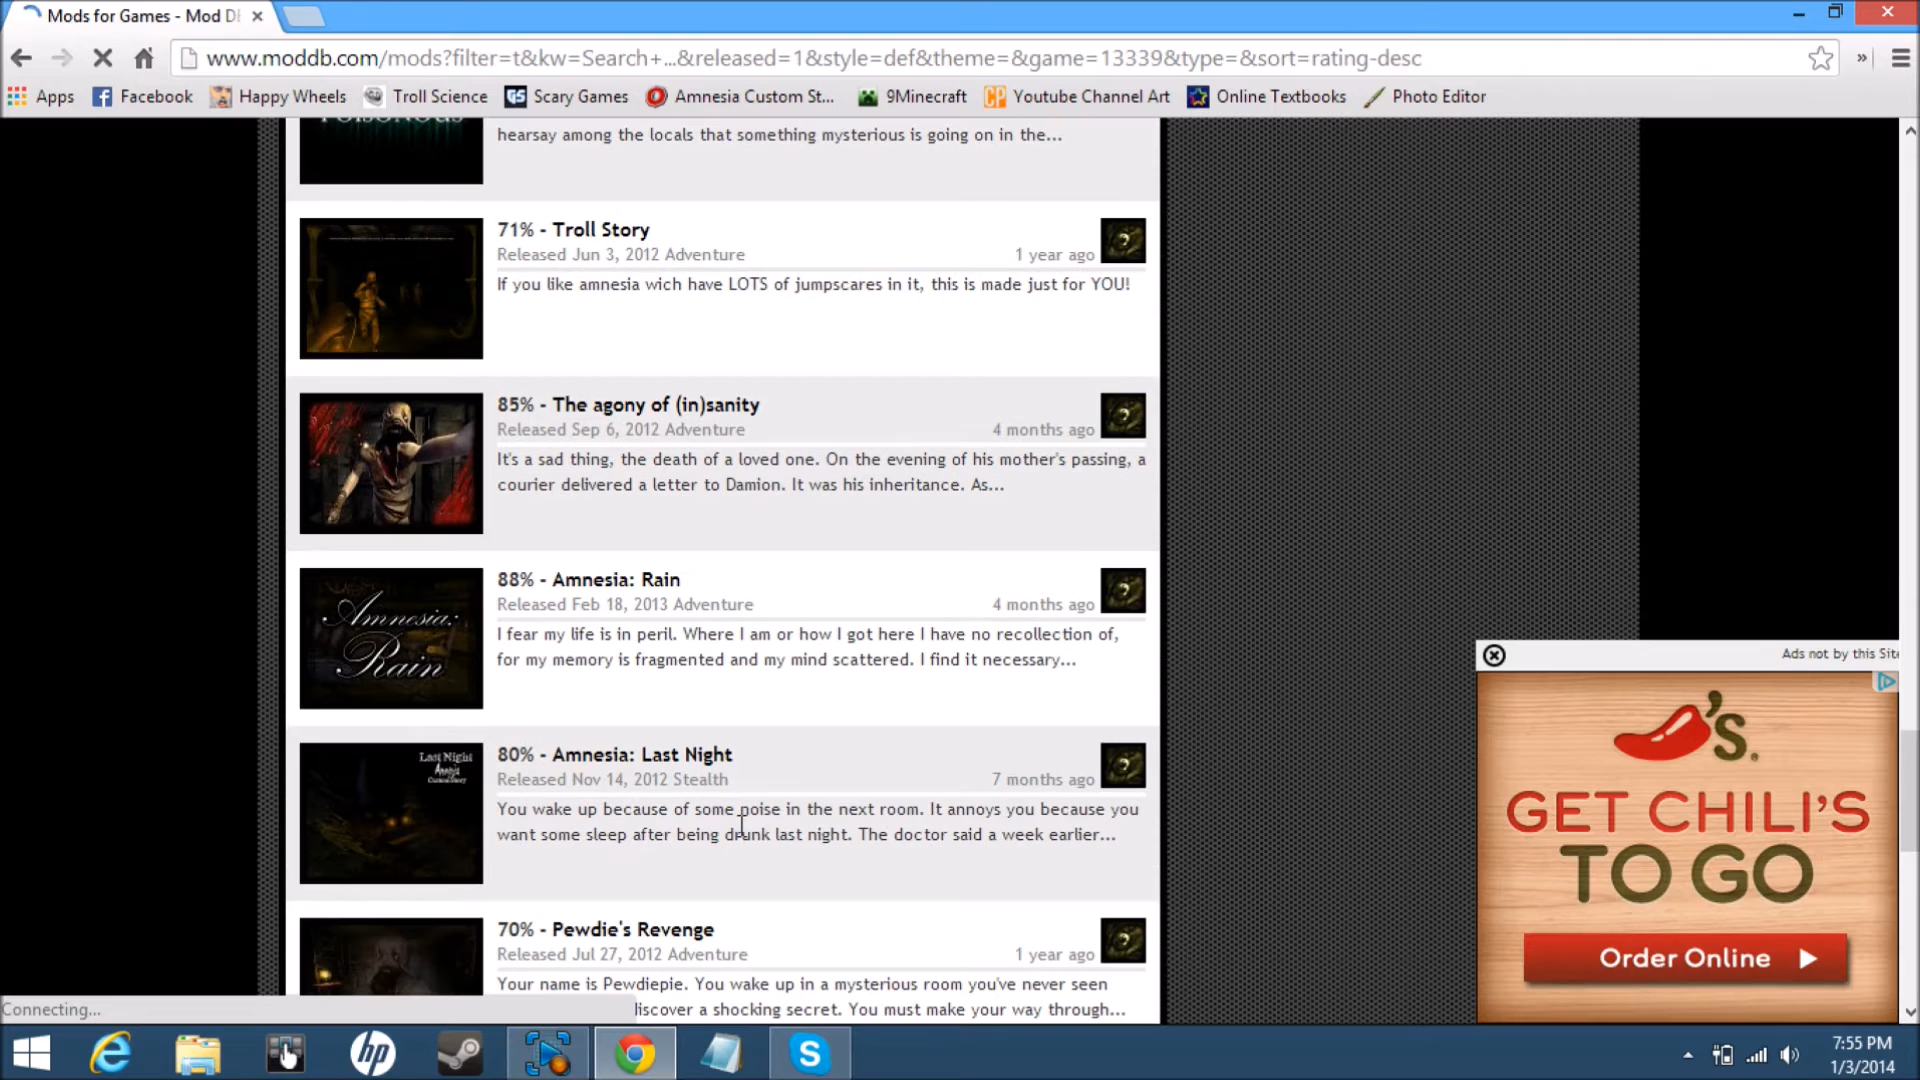 Mods for Games - Mod DB
www.moddb.com/mods?filter=t&kw=Search+...&released=1&style=def&theme=&game=13339&type=&sort=rating-desc
Apps Facebook Happy Wheels Troll Science Scary Games Amnesia Custom St... 9Minecraft Youtube Channel Art Online Textbooks Photo Editor
hearsay among the locals that something mysterious is going on in the...
71% - Troll Story
Released Jun 3, 2012 Adventure 1 year ago
If you like amnesia wich have LOTS of jumpscares in it, this is made just for YOU!
85% - The agony of (in)sanity
Released Sep 6, 2012 Adventure 4 months ago
It's a sad thing, the death of a loved one. On the evening of his mother's passing, a
courier delivered a letter to Damion. It was his inheritance. As...
Amnesia:
Rain
88% - Amnesia: Rain
Released Feb 18, 2013 Adventure 4 months ago
I fear my life is in peril. Where I am or how I got here I have no recollection of,
for my memory is fragmented and my mind scattered. I find it necessary...
Last Night
Amnesia
Custom Story
80% - Amnesia: Last Night
Released Nov 14, 2012 Stealth 7 months ago
You wake up because of some noise in the next room. It annoys you because you
want some sleep after being drunk last night. The doctor said a week earlier...
70% - Pewdie's Revenge
Released Jul 27, 2012 Adventure 1 year ago
Your name is Pewdiepie. You wake up in a mysterious room you've never seen
discover a shocking secret. You must make your way through...
Connecting...
Ads not by this Site
's.
GET CHILI'S
TO GO
Order Online
hp
7:55 PM
1/3/2014